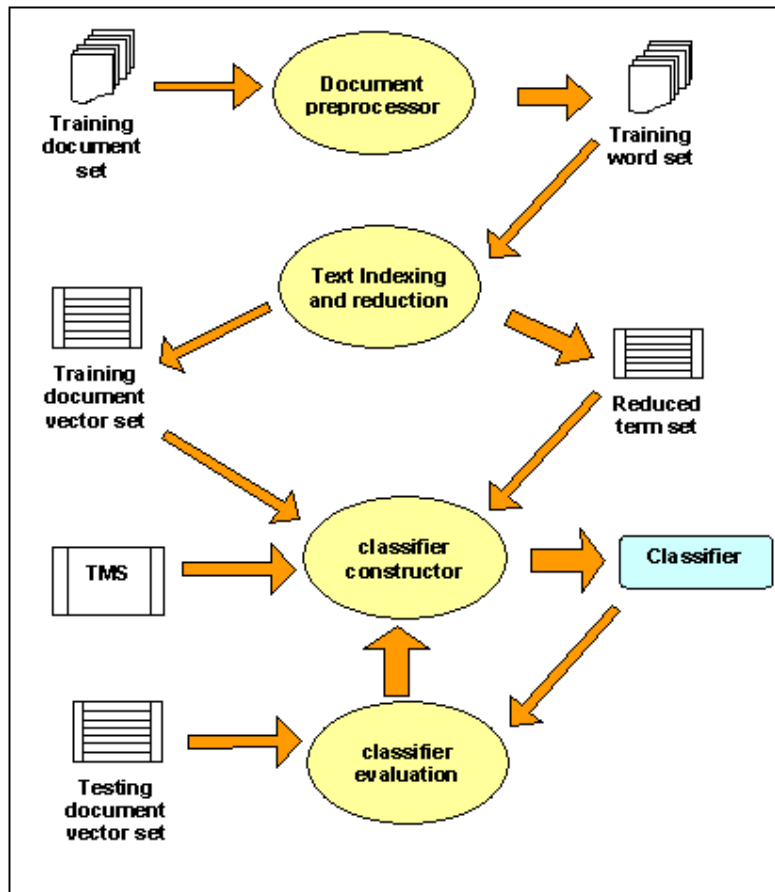 Document
preprocessor
Training
document
set
Training
word set
Text Indexing
and reduction
Training
document
vector set
Reduced
term set
classifier
constructor
TMS
Classifier
classifier
evaluation
Testing
document
vector set